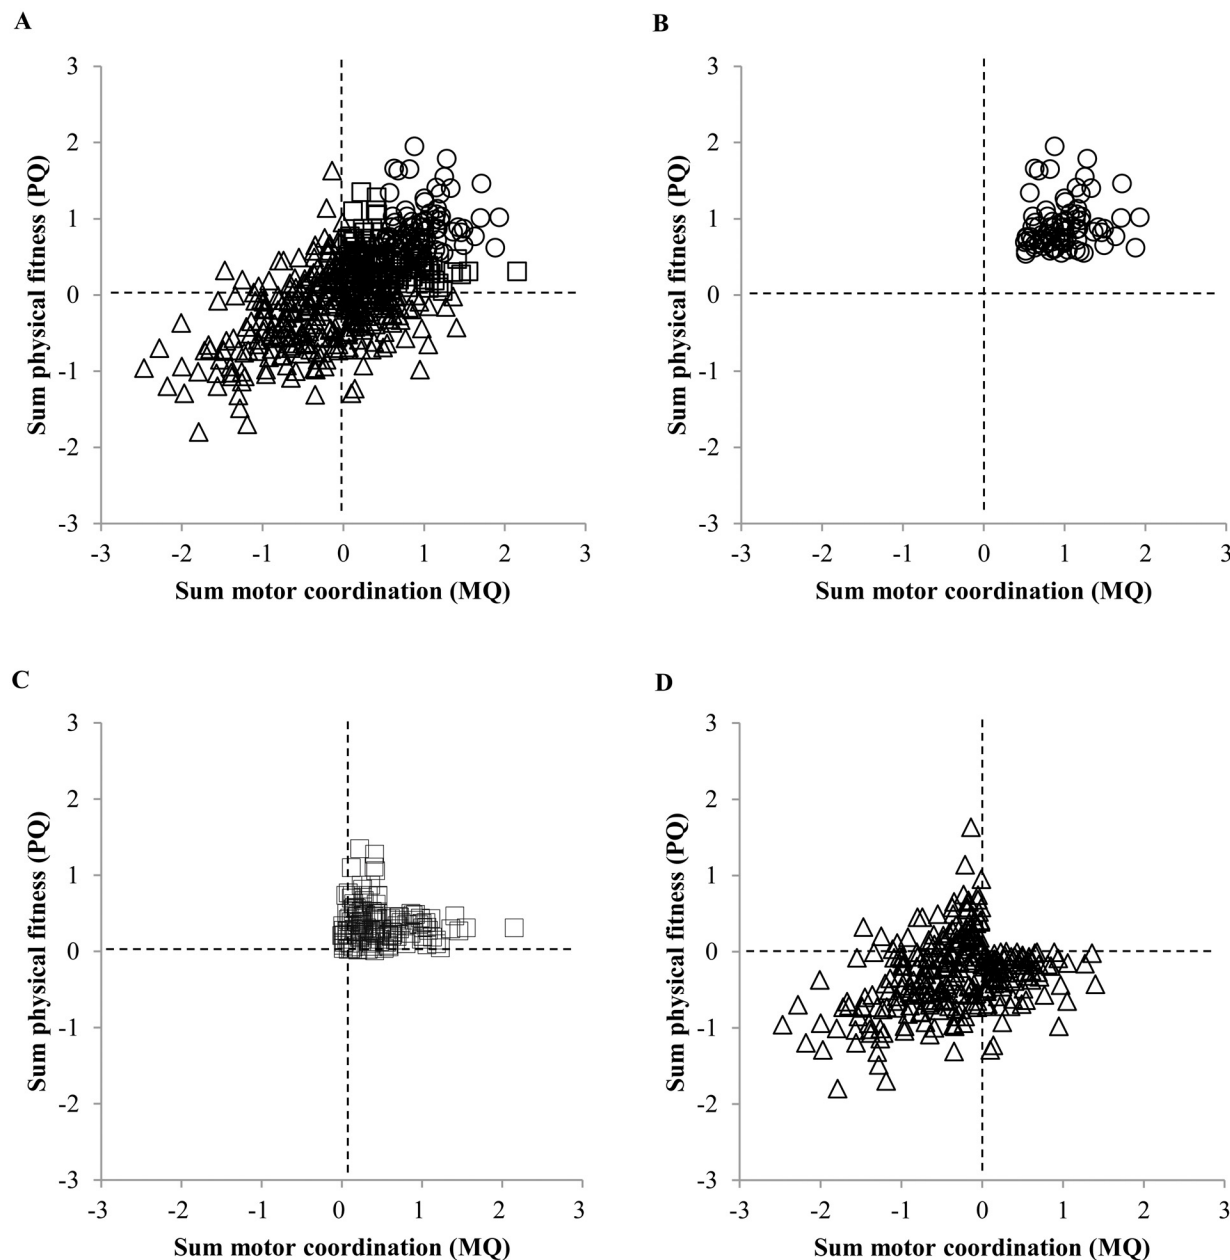 A
3
2
1
0
-1
-2
-3
Sum physical fitness (PQ)
-3 -2 -1 0 1 2 3
Sum motor coordination (MQ)
B
3
2
1
0
-1
-2
-3
Sum physical fitness (PQ)
-3 -2 -1 0 1 2 3
Sum motor coordination (MQ)
C
3
2
1
0
-1
-2
-3
Sum physical fitness (PQ)
-3 -2 -1 0 1 2 3
Sum motor coordination (MQ)
D
3
2
1
0
-1
-2
-3
Sum physical fitness (PQ)
-3 -2 -1 0 1 2 3
Sum motor coordination (MQ)